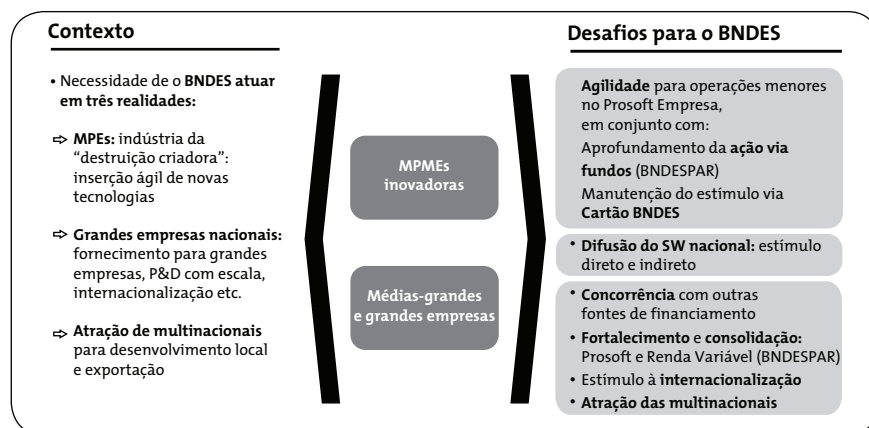 Contexto
• Necessidade de o BNDES atuar
em três realidades:
⇨ MPEs: indústria da
“destruição criadora”:
inserção ágil de novas
tecnologias
⇨ Grandes empresas nacionais:
fornecimento para grandes
empresas, P&D com escala,
internacionalização etc.
⇨ Atração de multinacionais
para desenvolvimento local
e exportação
MPMEs
inovadoras
Médias-grandes
e grandes empresas
Desafios para o BNDES
Agilidade para operações menores
no Prosoft Empresa,
em conjunto com:
Aprofundamento da ação via
fundos (BNDESPAR)
Manutenção do estímulo via
Cartão BNDES
• Difusão do SW nacional: estímulo
direto e indireto
• Concorrência com outras
fontes de financiamento
• Fortalecimento e consolidação:
Prosoft e Renda Variável (BNDESPAR)
• Estímulo à internacionalização
• Atração das multinacionais